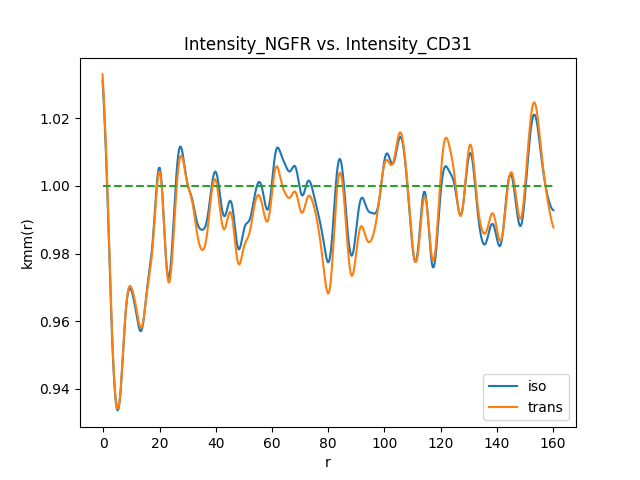 Intensity_NGFR vs. Intensity_CD31
kmm(r)
1.02
1.00
0.98
0.96
0.94
0 20 40 60 80 100 120 140 160
r
iso
trans